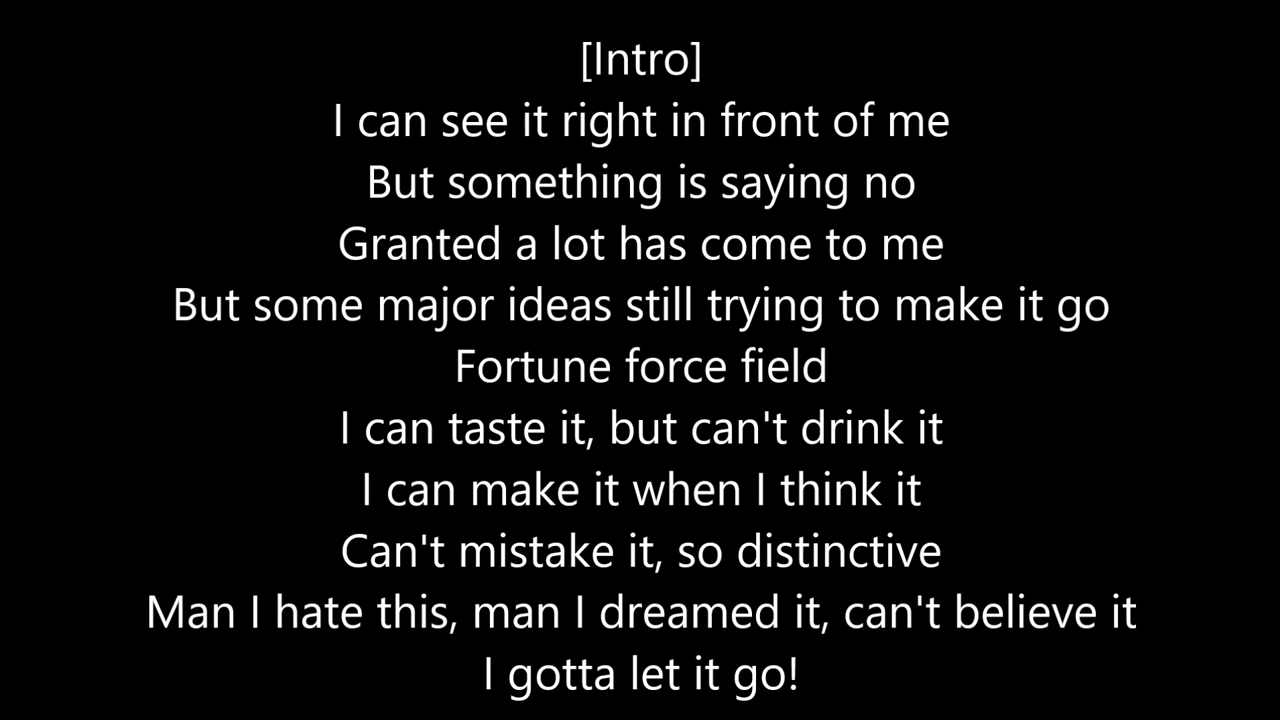 [Intro]
I can see it right in front of me
But something is saying no
Granted a lot has come to me
But some major ideas still trying to make it go
Fortune force field
I can taste it, but can't drink it
I can make it when I think it
Can't mistake it, so distinctive
Man I hate this, man I dreamed it, can't believe it
I gotta let it go!